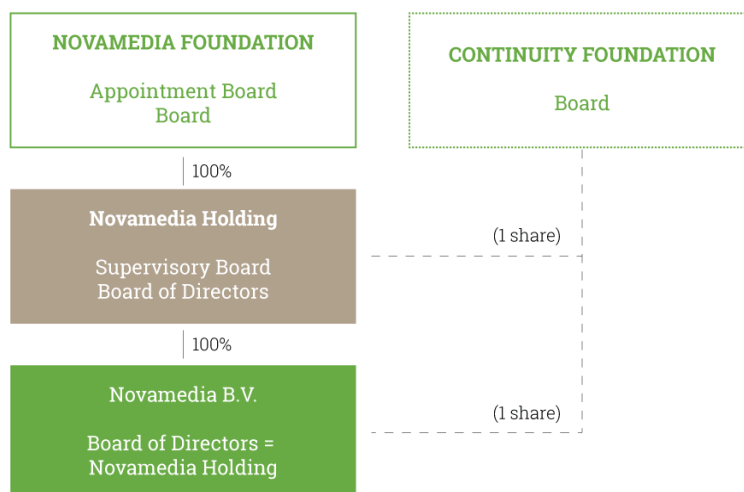 NOVAMEDIA FOUNDATION
Appointment Board
Board
CONTINUITY FOUNDATION
Board
100%
Novamedia Holding
Supervisory Board
Board of Directors
(1 share)
100%
Novamedia B.V.
Board of Directors =
Novamedia Holding
(1 share)